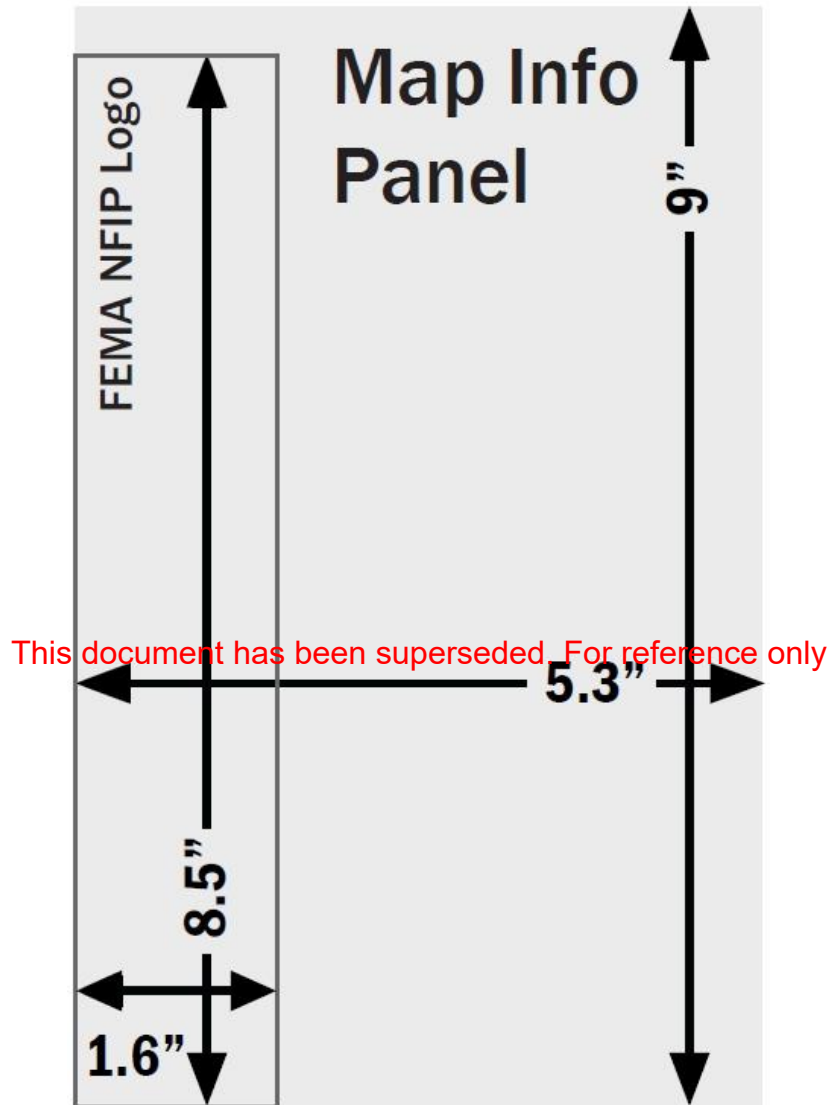 Map Info
Panel
FEMA NFIP Logo
9”
This document has been superseded. For reference only
5.3”
8.5”
1.6”